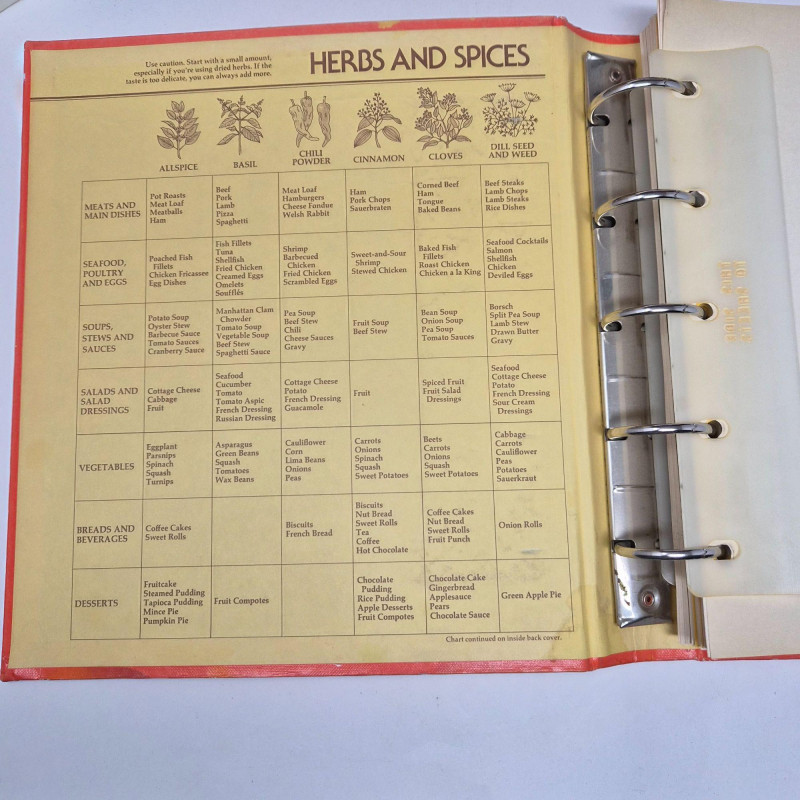 Use caution. Start with a small amount,
especially if you're using dried herbs. If the
taste is too delicate, you can always add more.
HERBS AND SPICES
ALLSPICE
BASIL
CHILI
POWDER
CINNAMON
CLOVES
DILL SEED
AND WEED
MEATS AND
MAIN DISHES
Pot Roasts
Meat Loaf
Meatballs
Ham
Beef
Pork
Lamb
Pizza
Spaghetti
Meat Loaf
Hamburgers
Cheese Fondue
Welsh Rabbit
Ham
Pork Chops
Sauerbraten
Corned Beef
Ham
Tongue
Baked Beans
Beef Steaks
Lamb Chops
Lamb Steaks
Rice Dishes
SEAFOOD,
POULTRY
AND EGGS
Poached Fish
Fillets
Chicken Fricassee
Egg Dishes
Fish Fillets
Tuna
Shellfish
Fried Chicken
Creamed Eggs
Omelets
Soufflés
Shrimp
Barbecued
Chicken
Fried Chicken
Scrambled Eggs
Sweet-and-Sour
Shrimp
Stewed Chicken
Baked Fish
Fillets
Roast Chicken
Chicken a la King
Seafood Cocktails
Salmon
Shellfish
Chicken
Deviled Eggs
SOUPS,
STEWS AND
SAUCES
Potato Soup
Oyster Stew
Barbecue Sauce
Tomato Sauces
Cranberry Sauce
Manhattan Clam
Chowder
Tomato Soup
Vegetable Soup
Beef Stew
Spaghetti Sauce
Pea Soup
Beef Stew
Chili
Cheese Sauces
Gravy
Fruit Soup
Beef Stew
Bean Soup
Onion Soup
Pea Soup
Tomato Sauces
Borsch
Split Pea Soup
Lamb Stew
Drawn Butter
Gravy
SALADS AND
SALAD
DRESSINGS
Cottage Cheese
Cabbage
Fruit
Seafood
Cucumber
Tomato
Tomato Aspic
French Dressing
Russian Dressing
Cottage Cheese
Potato
French Dressing
Guacamole
Fruit
Spiced Fruit
Fruit Salad
Dressings
Seafood
Cottage Cheese
Potato
French Dressing
Sour Cream
Dressings
VEGETABLES
Eggplant
Parsnips
Spinach
Squash
Turnips
Asparagus
Green Beans
Squash
Tomatoes
Wax Beans
Cauliflower
Corn
Lima Beans
Onions
Peas
Carrots
Onions
Spinach
Squash
Sweet Potatoes
Beets
Carrots
Onions
Squash
Sweet Potatoes
Cabbage
Carrots
Cauliflower
Peas
Potatoes
Sauerkraut
BREADS AND
BEVERAGES
Coffee Cakes
Sweet Rolls
Biscuits
French Bread
Biscuits
Nut Bread
Sweet Rolls
Tea
Coffee
Hot Chocolate
Coffee Cakes
Nut Bread
Sweet Rolls
Fruit Punch
Onion Rolls
DESSERTS
Fruitcake
Steamed Pudding
Tapioca Pudding
Mince Pie
Pumpkin Pie
Fruit Compotes
Chocolate
Pudding
Rice Pudding
Apple Desserts
Fruit Compotes
Chocolate Cake
Gingerbread
Applesauce
Pears
Chocolate Sauce
Green Apple Pie
Chart continued on inside back cover.